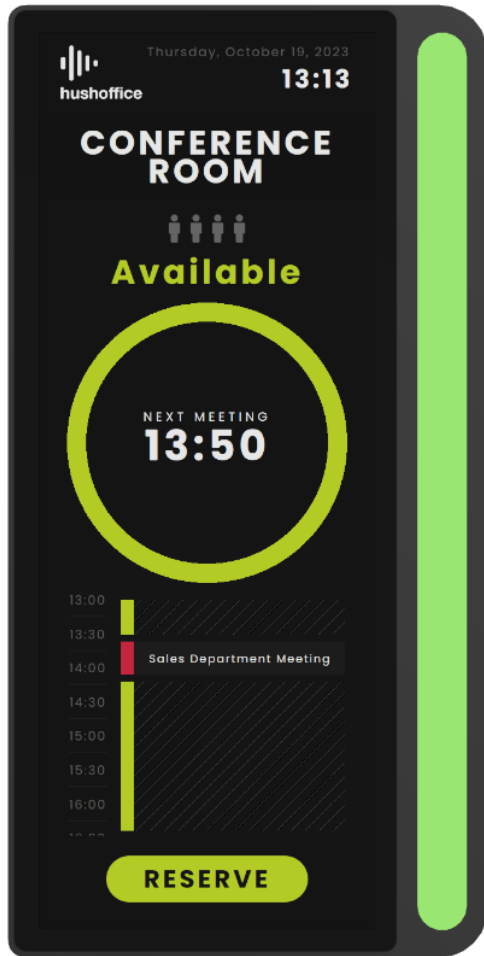 Thursday, October 19, 2023
hushoffice
13:13
CONFERENCE
ROOM
Available
NEXT MEETING
13:50
13:00
13:30
Sales Department Meeting
14:00
14:30
15:00
15:30
16:00
RESERVE